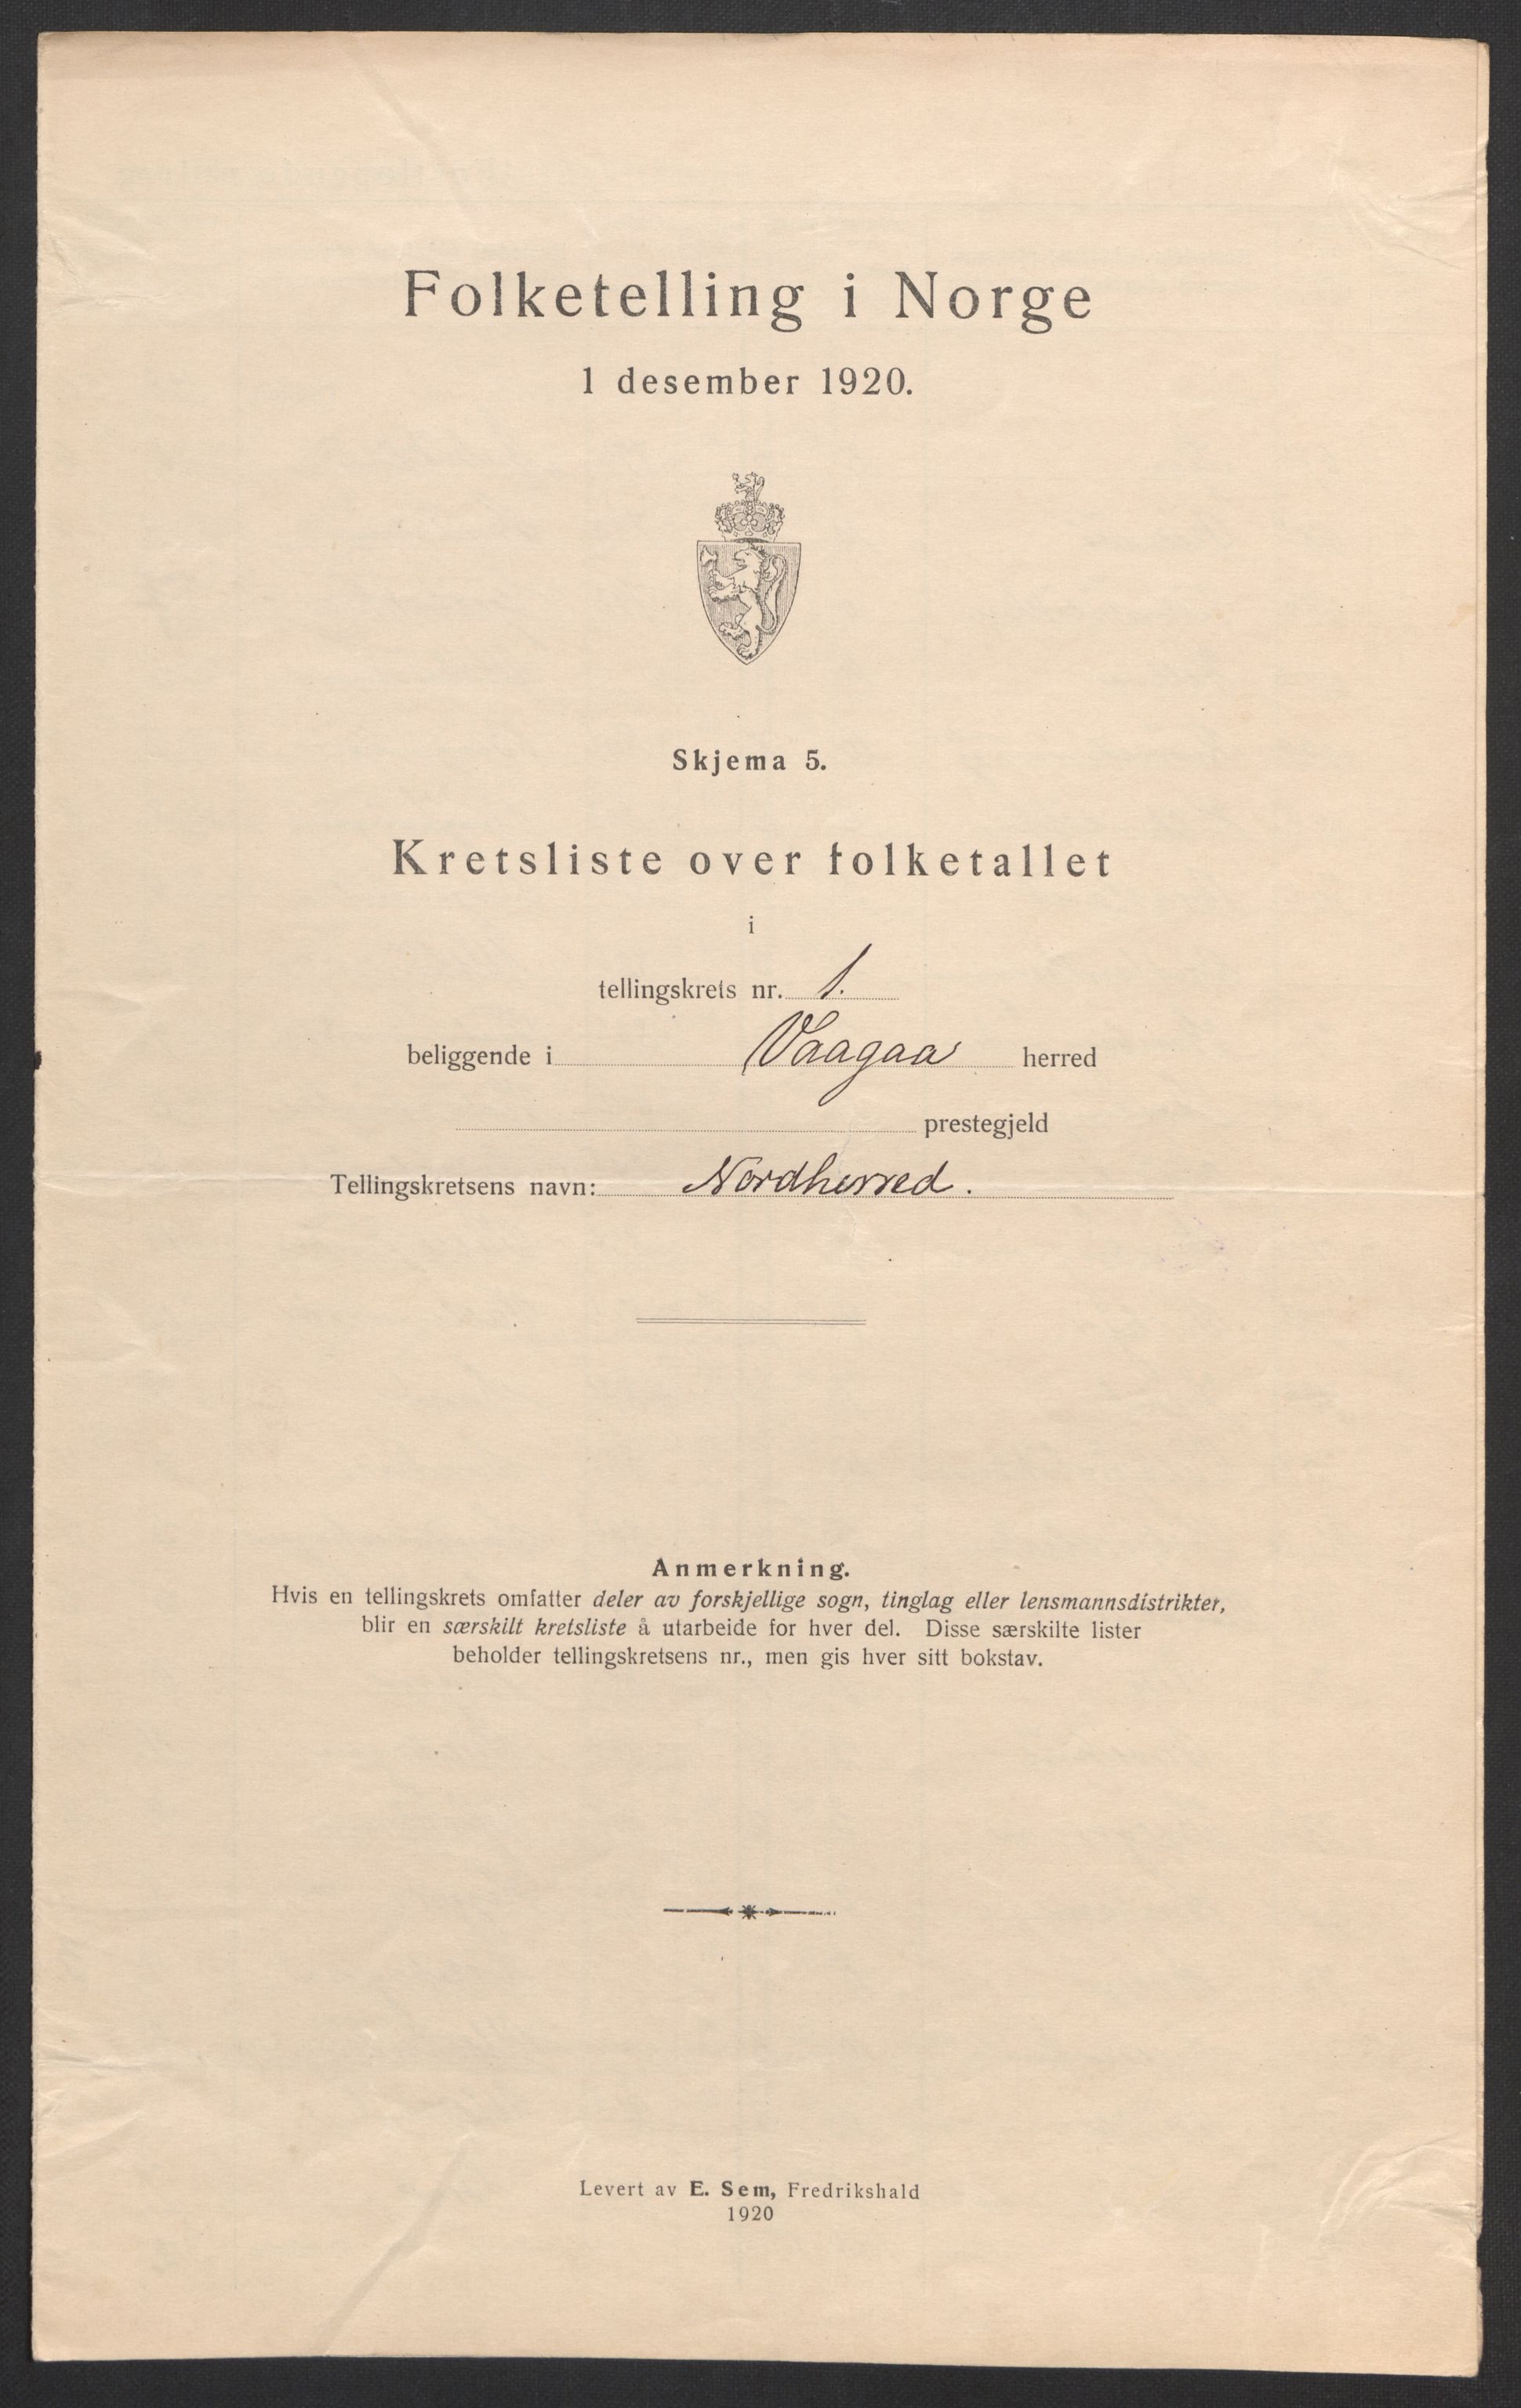 Folketelling i Norge
1 desember 1920.
Skjema 5.
Kretsliste over folketallet
i
tellingskrets nr. 1.
beliggende i Vaagaa herred
prestegjeld
Tellingskretsens navn: Nordherred.
Anmerkning.
Hvis en tellingskrets omfatter deler av forskjellige sogn, tinglag eller lensmannsdistrikter,
blir en særskilt kretsliste å utarbeide for hver del. Disse særskilte lister
beholder tellingskretsens nr., men gis hver sitt bokstav.
Levert av E. Sem, Fredrikshald
1920